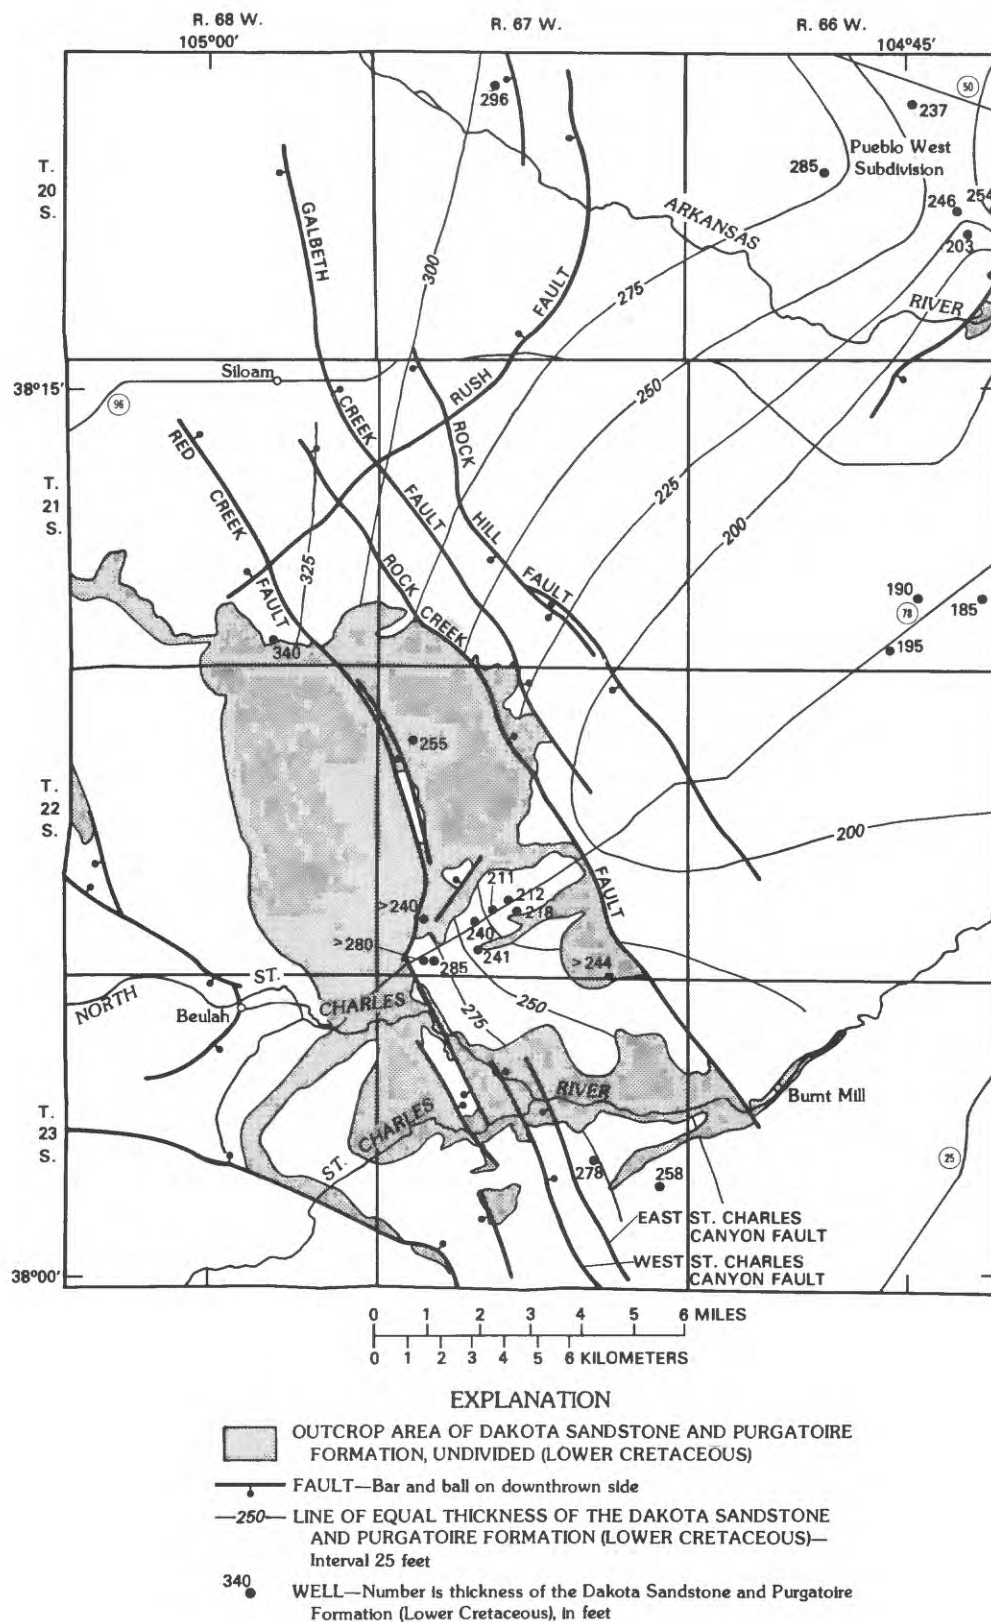 R. 68 W.
R. 67 W.
R. 66 W.
105°00'
104°45'
T.
20
S.
296
50
237
Pueblo West
Subdivision
285
246
254
203
GALBETH
300
ARKANSAS
RIVER
275
FAULT
38°15'
Siloam
96
RUSH
250
RED
CREEK
ROCK
T.
21
S.
CREEK
FAULT
HILL
225
200
325
ROCK
FAULT
FAULT
CREEK
190
78
185
195
340
255
T.
22
S.
200
211
212
>240
218
240
FAULT
241
>280
285
>244
ST.
NORTH
CHARLES
Beulah
250
275
RIVER
Burnt Mill
T.
23
S.
CHARLES
ST.
278
258
25
EAST ST. CHARLES
CANYON FAULT
WEST ST. CHARLES
CANYON FAULT
38°00'
0 1 2 3 4 5 6 MILES
0 1 2 3 4 5 6 KILOMETERS
EXPLANATION
OUTCROP AREA OF DAKOTA SANDSTONE AND PURGATOIRE
FORMATION, UNDIVIDED (LOWER CRETACEOUS)
FAULT—Bar and ball on downthrown side
—250— LINE OF EQUAL THICKNESS OF THE DAKOTA SANDSTONE
AND PURGATOIRE FORMATION (LOWER CRETACEOUS)—
Interval 25 feet
340
WELL—Number is thickness of the Dakota Sandstone and Purgatoire
Formation (Lower Cretaceous), in feet